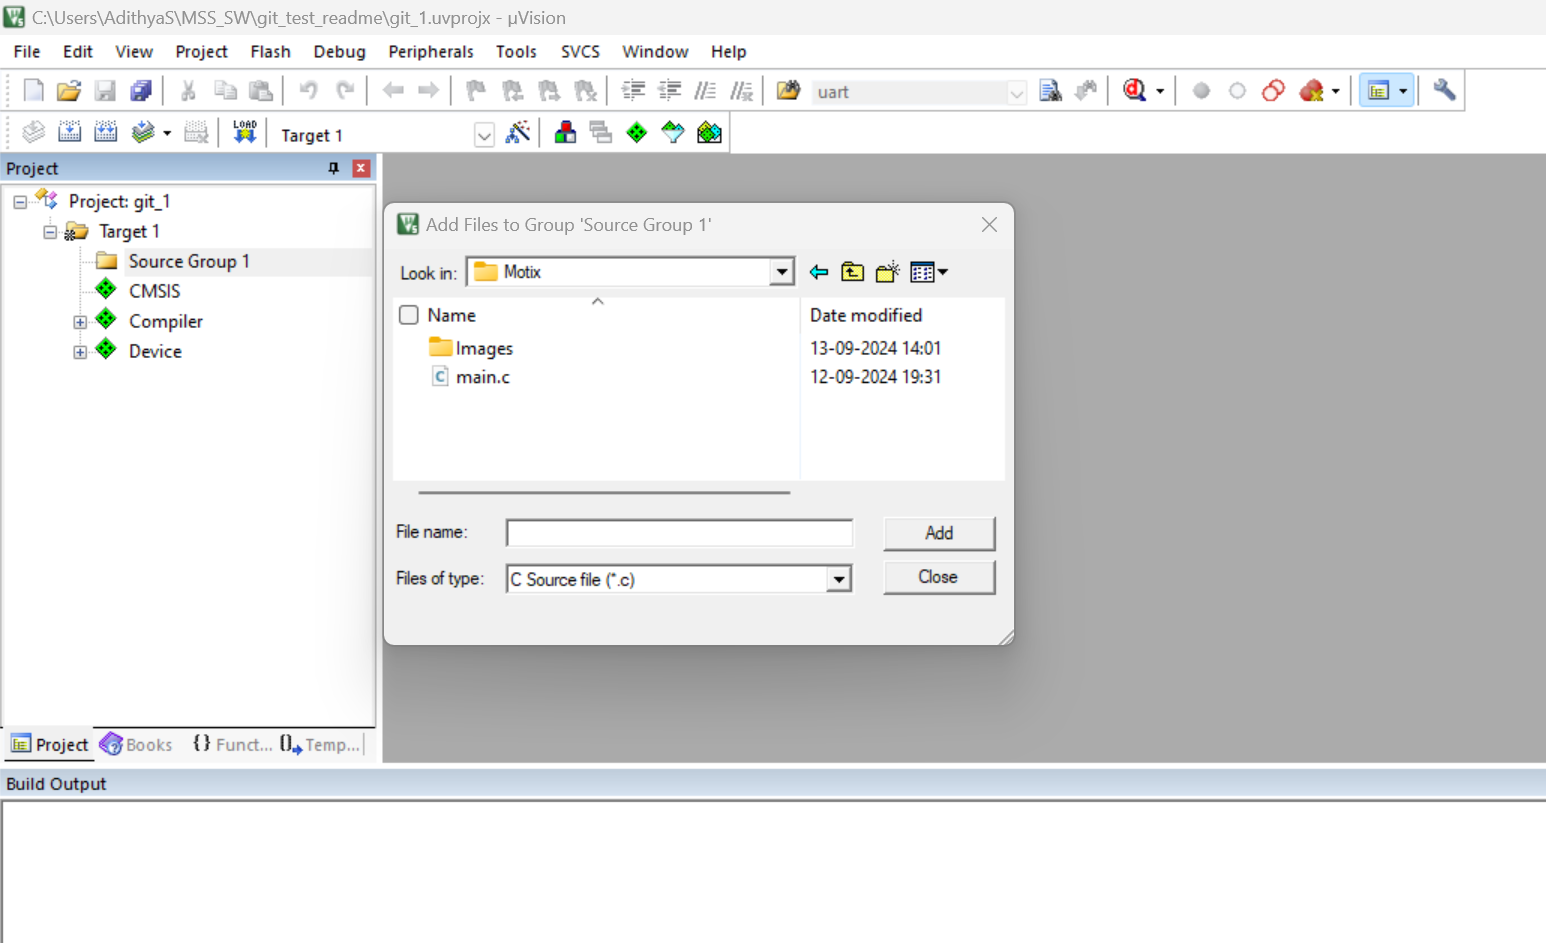 C:\Users\AdithyaS\MSS_SW\git_test_readme\git_1.uvprojx - µVision
File Edit View Project Flash Debug Peripherals Tools SVCS Window Help
uart
LOAD Target 1
Project
Project: git_1
Target 1
Source Group 1
CMSIS
Compiler
Device
Add Files to Group 'Source Group 1'
Look in: Motix
Name Date modified
Images 13-09-2024 14:01
main.c 12-09-2024 19:31
File name: Add
Files of type: C Source file (*.c) Close
Project Books {} Funct... Temp...
Build Output